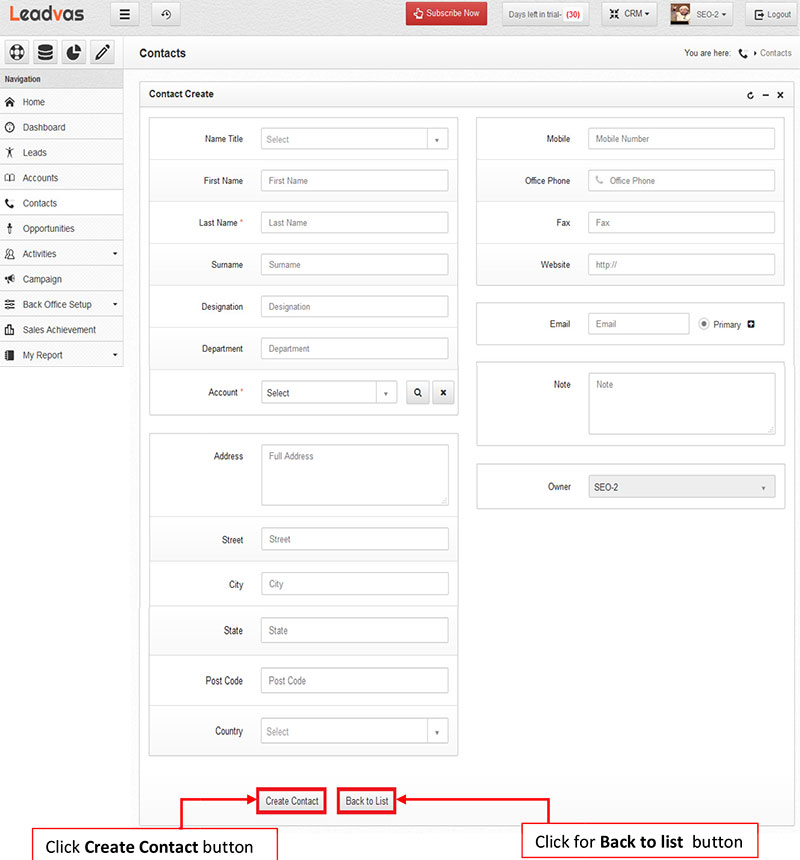 Leadvas
Subscribe Now
Days left in trial- (30)
CRM
SEO-2
Logout
Contacts
You are here:
Contacts
Navigation
Home
Dashboard
Leads
Accounts
Contacts
Opportunities
Activities
Campaign
Back Office Setup
Sales Achievement
My Report
Contact Create
Name Title Select
First Name First Name
Last Name * Last Name
Surname Surname
Designation Designation
Department Department
Account * Select
Address Full Address
Street Street
City City
State State
Post Code Post Code
Country Select
Mobile Mobile Number
Office Phone Office Phone
Fax Fax
Website http://
Email Email Primary
Note Note
Owner SEO-2
Create Contact
Back to List
Click Create Contact button
Click for Back to list button